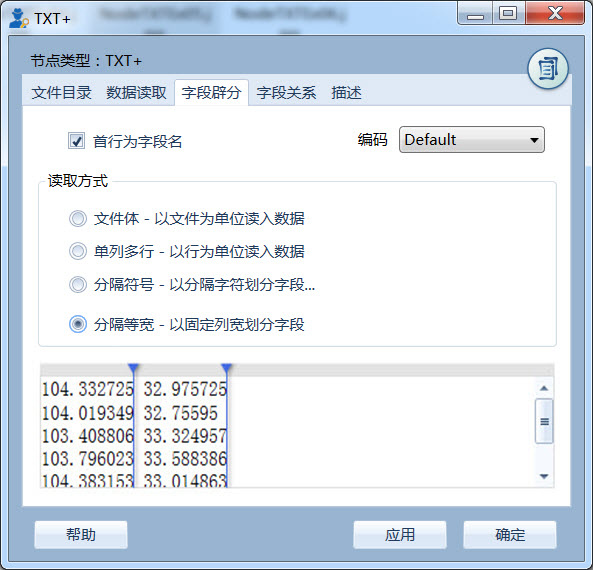 TXT+
节点类型：TXT+
文件目录 数据读取 字段辟分 字段关系 描述
首行为字段名 编码 Default
读取方式
文件体 - 以文件为单位读入数据
单列多行 - 以行为单位读入数据
分隔符号 - 以分隔字符划分字段...
分隔等宽 - 以固定列宽划分字段
104.332725 32.975725
104.019349 32.75595
103.408806 33.324957
103.796023 33.588386
104.383153 33.014863
帮助 应用 确定